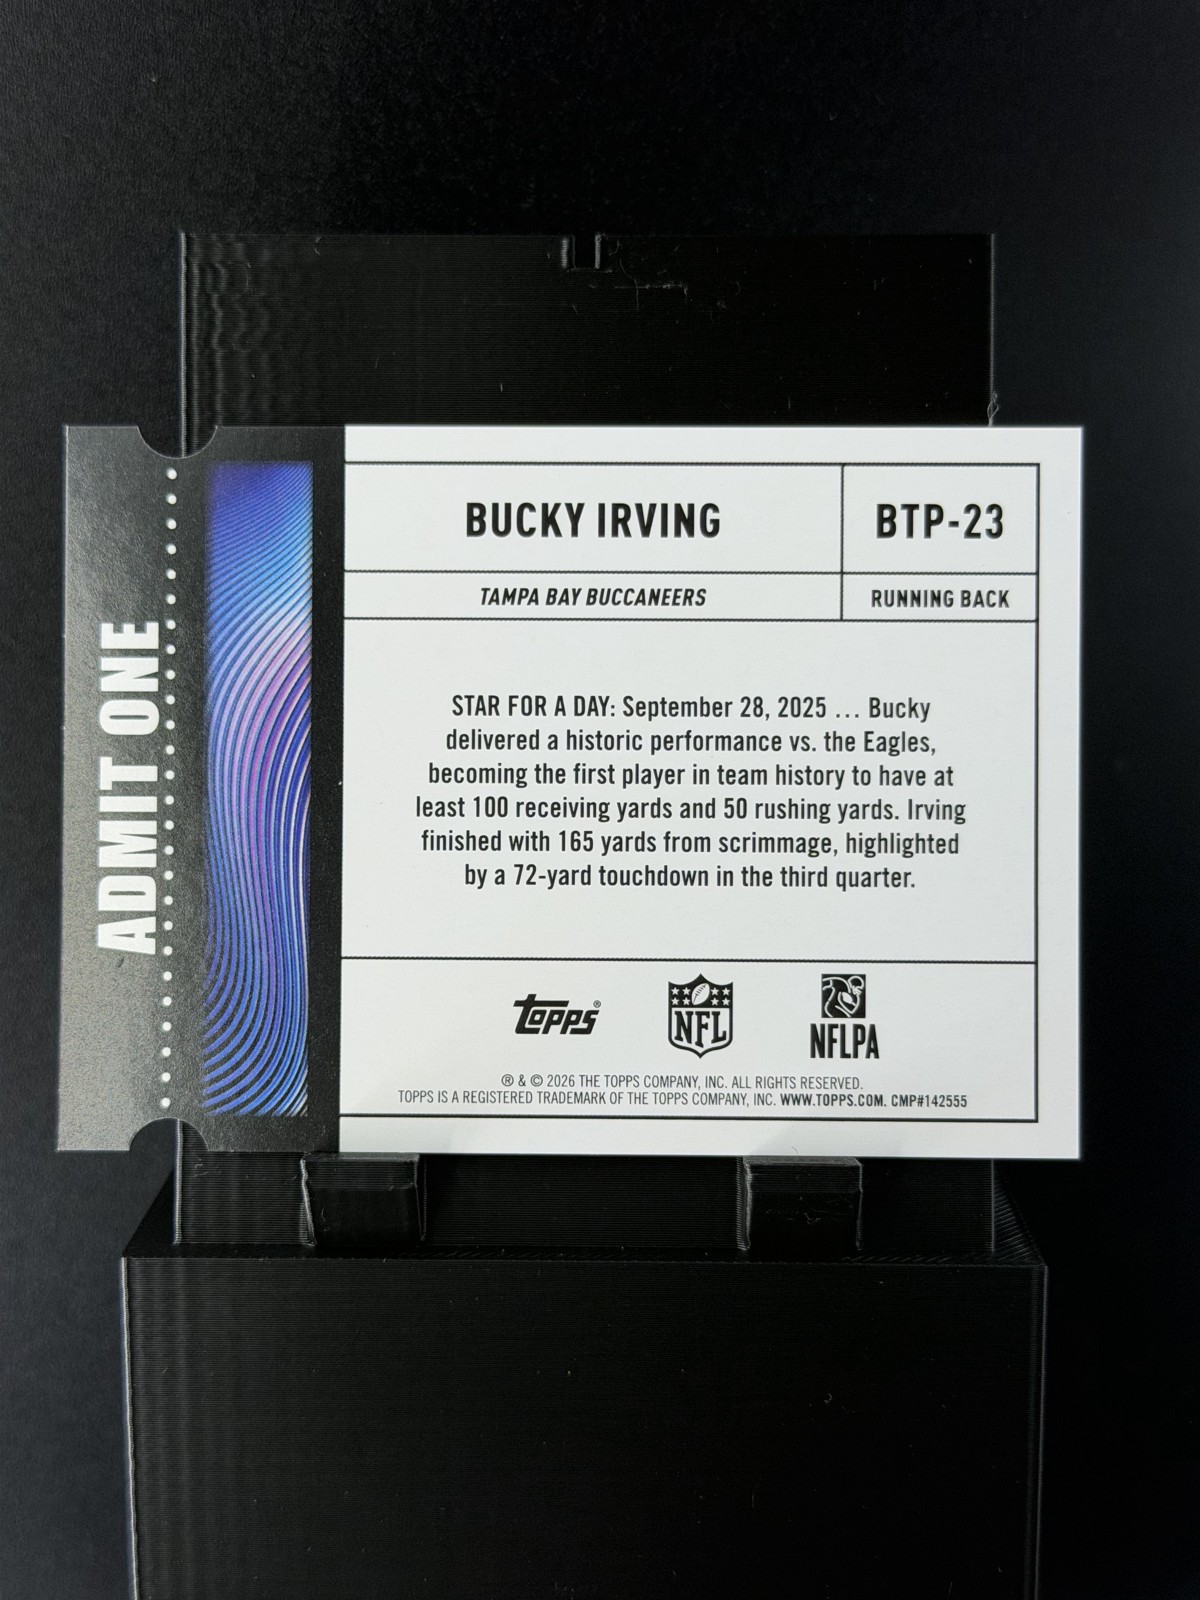 ADMIT ONE
BUCKY IRVING
BTP-23
TAMPA BAY BUCCANEERS
RUNNING BACK
STAR FOR A DAY: September 28, 2025 ... Bucky
delivered a historic performance vs. the Eagles,
becoming the first player in team history to have at
least 100 receiving yards and 50 rushing yards. Irving
finished with 165 yards from scrimmage, highlighted
by a 72-yard touchdown in the third quarter.
topps®
NFL
NFLPA
® & © 2026 THE TOPPS COMPANY, INC. ALL RIGHTS RESERVED.
TOPPS IS A REGISTERED TRADEMARK OF THE TOPPS COMPANY, INC. WWW.TOPPS.COM. CMP#142555